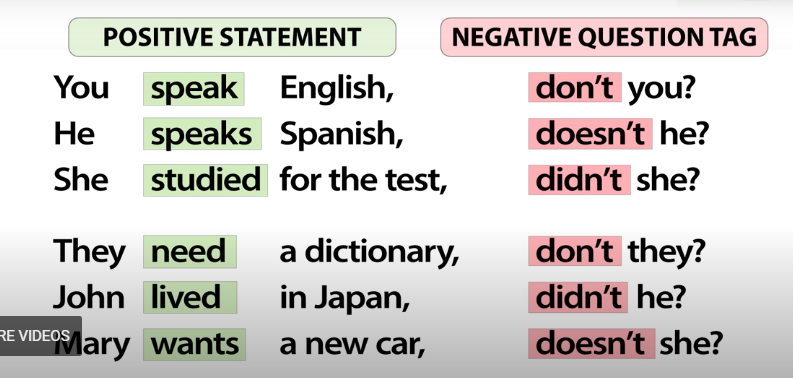 POSITIVE STATEMENT NEGATIVE QUESTION TAG
You speak English, don't you?
He speaks Spanish, doesn't he?
She studied for the test, didn't she?
They need a dictionary, don't they?
John lived in Japan, didn't he?
RE VIDEOS
Mary wants a new car, doesn't she?